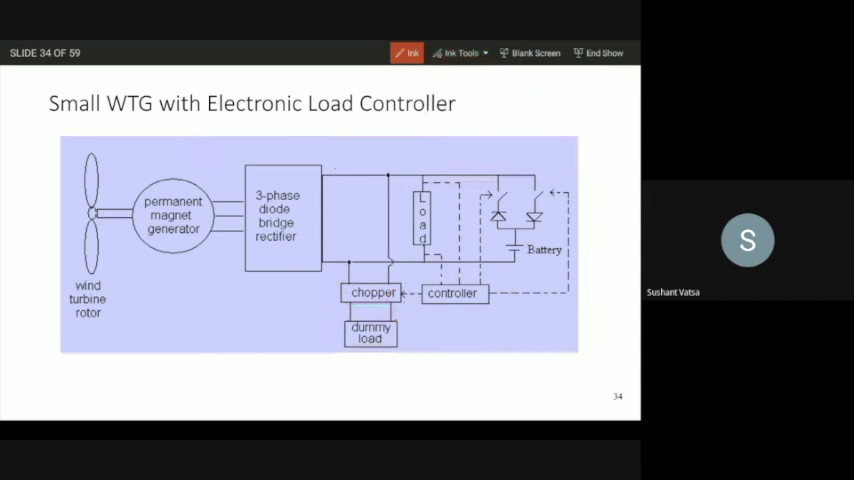 SLIDE 34 OF 59
Ink
Ink Tools
Blank Screen
End Show
Small WTG with Electronic Load Controller
wind
turbine
rotor
permanent
magnet
generator
3-phase
diode
bridge
rectifier
Load
Battery
chopper
controller
dummy
load
34
S
Sushant Vatsa